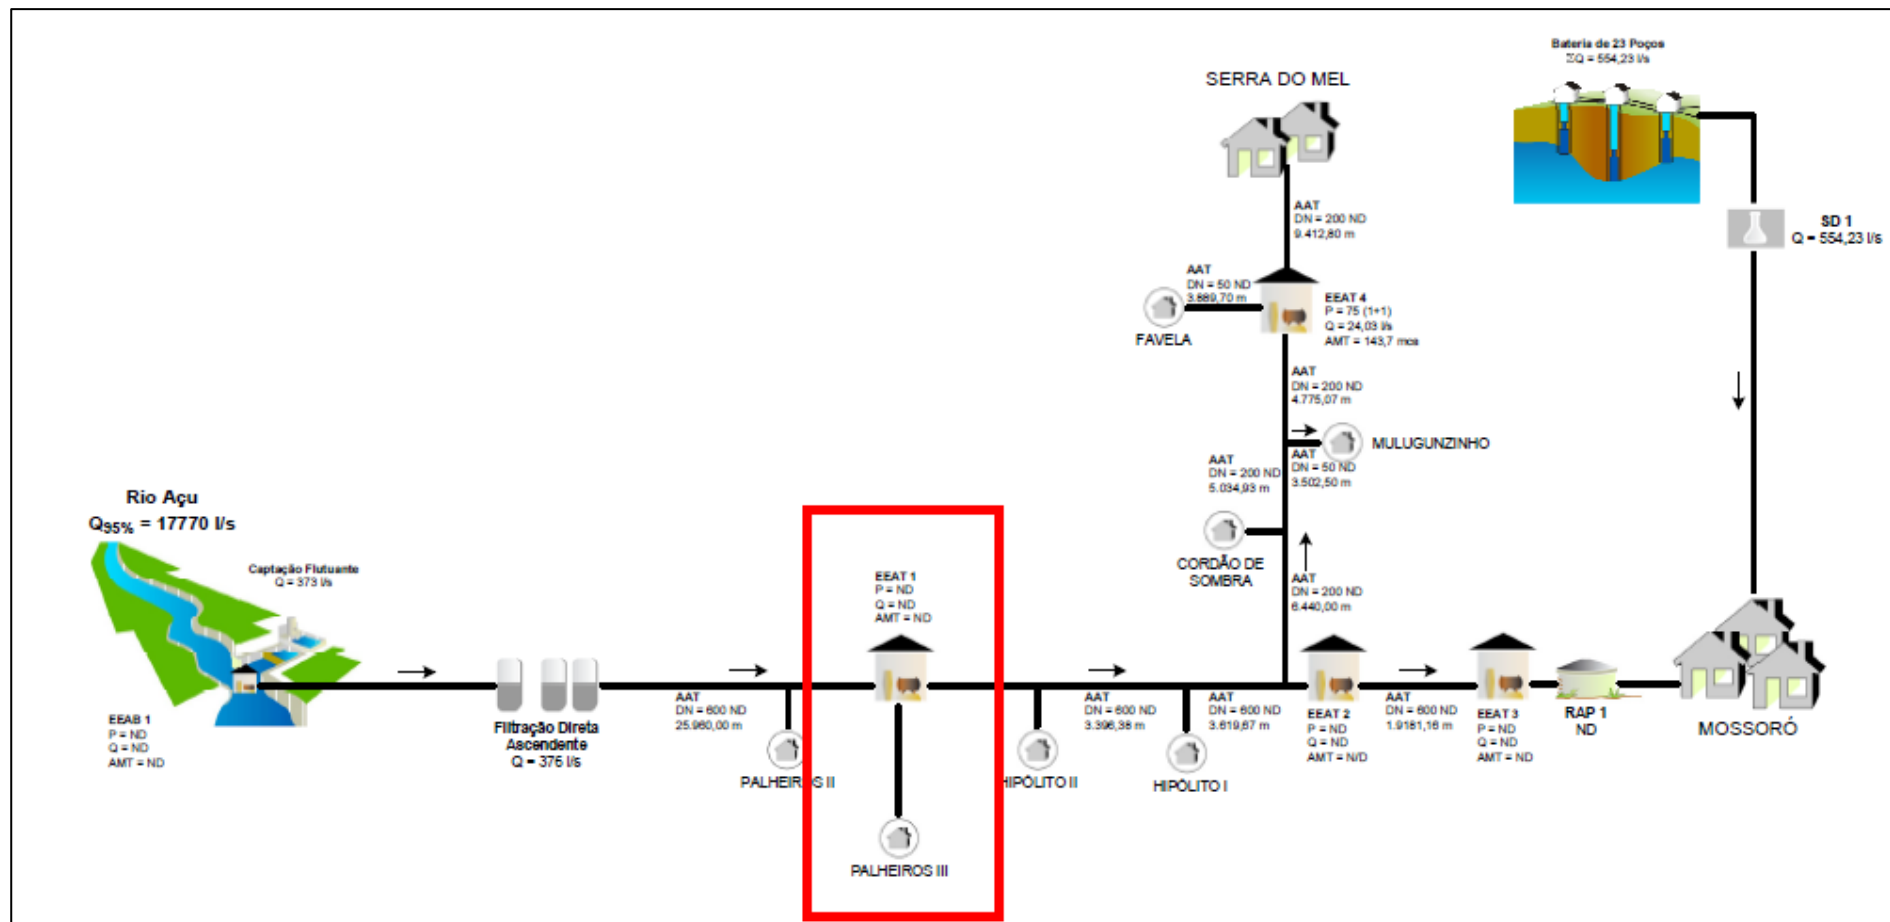 Bateria de 23 Poços
ΣQ = 554,23 l/s
SERRA DO MEL
AAT
DN = 200 ND
9.412,80 m
SD 1
Q = 554,23 l/s
AAT
DN = 50 ND
3.889,70 m
FAVELA
EEAT 4
P = 75 (1+1)
Q = 24,03 l/s
AMT = 143,7 mca
AAT
DN = 200 ND
4.775,07 m
MULUGUNZINHO
AAT
DN = 200 ND
5.034,93 m
AAT
DN = 50 ND
3.502,50 m
Rio Açu
Q95% = 17770 l/s
Captação Flutuante
Q = 373 l/s
CORDÃO DE
SOMBRA
AAT
DN = 200 ND
6.440,00 m
EEAT 1
P = ND
Q = ND
AMT = ND
EEAB 1
P = ND
Q = ND
AMT = ND
Filtração Direta
Ascendente
Q = 376 l/s
AAT
DN = 600 ND
25.960,00 m
PALHEIROS II
PALHEIROS III
AAT
DN = 600 ND
3.396,38 m
HIPÓLITO II
AAT
DN = 600 ND
3.619,67 m
HIPÓLITO I
EEAT 2
P = ND
Q = ND
AMT = N/D
AAT
DN = 600 ND
1.9181,16 m
EEAT 3
P = ND
Q = ND
AMT = ND
RAP 1
ND
MOSSORÓ